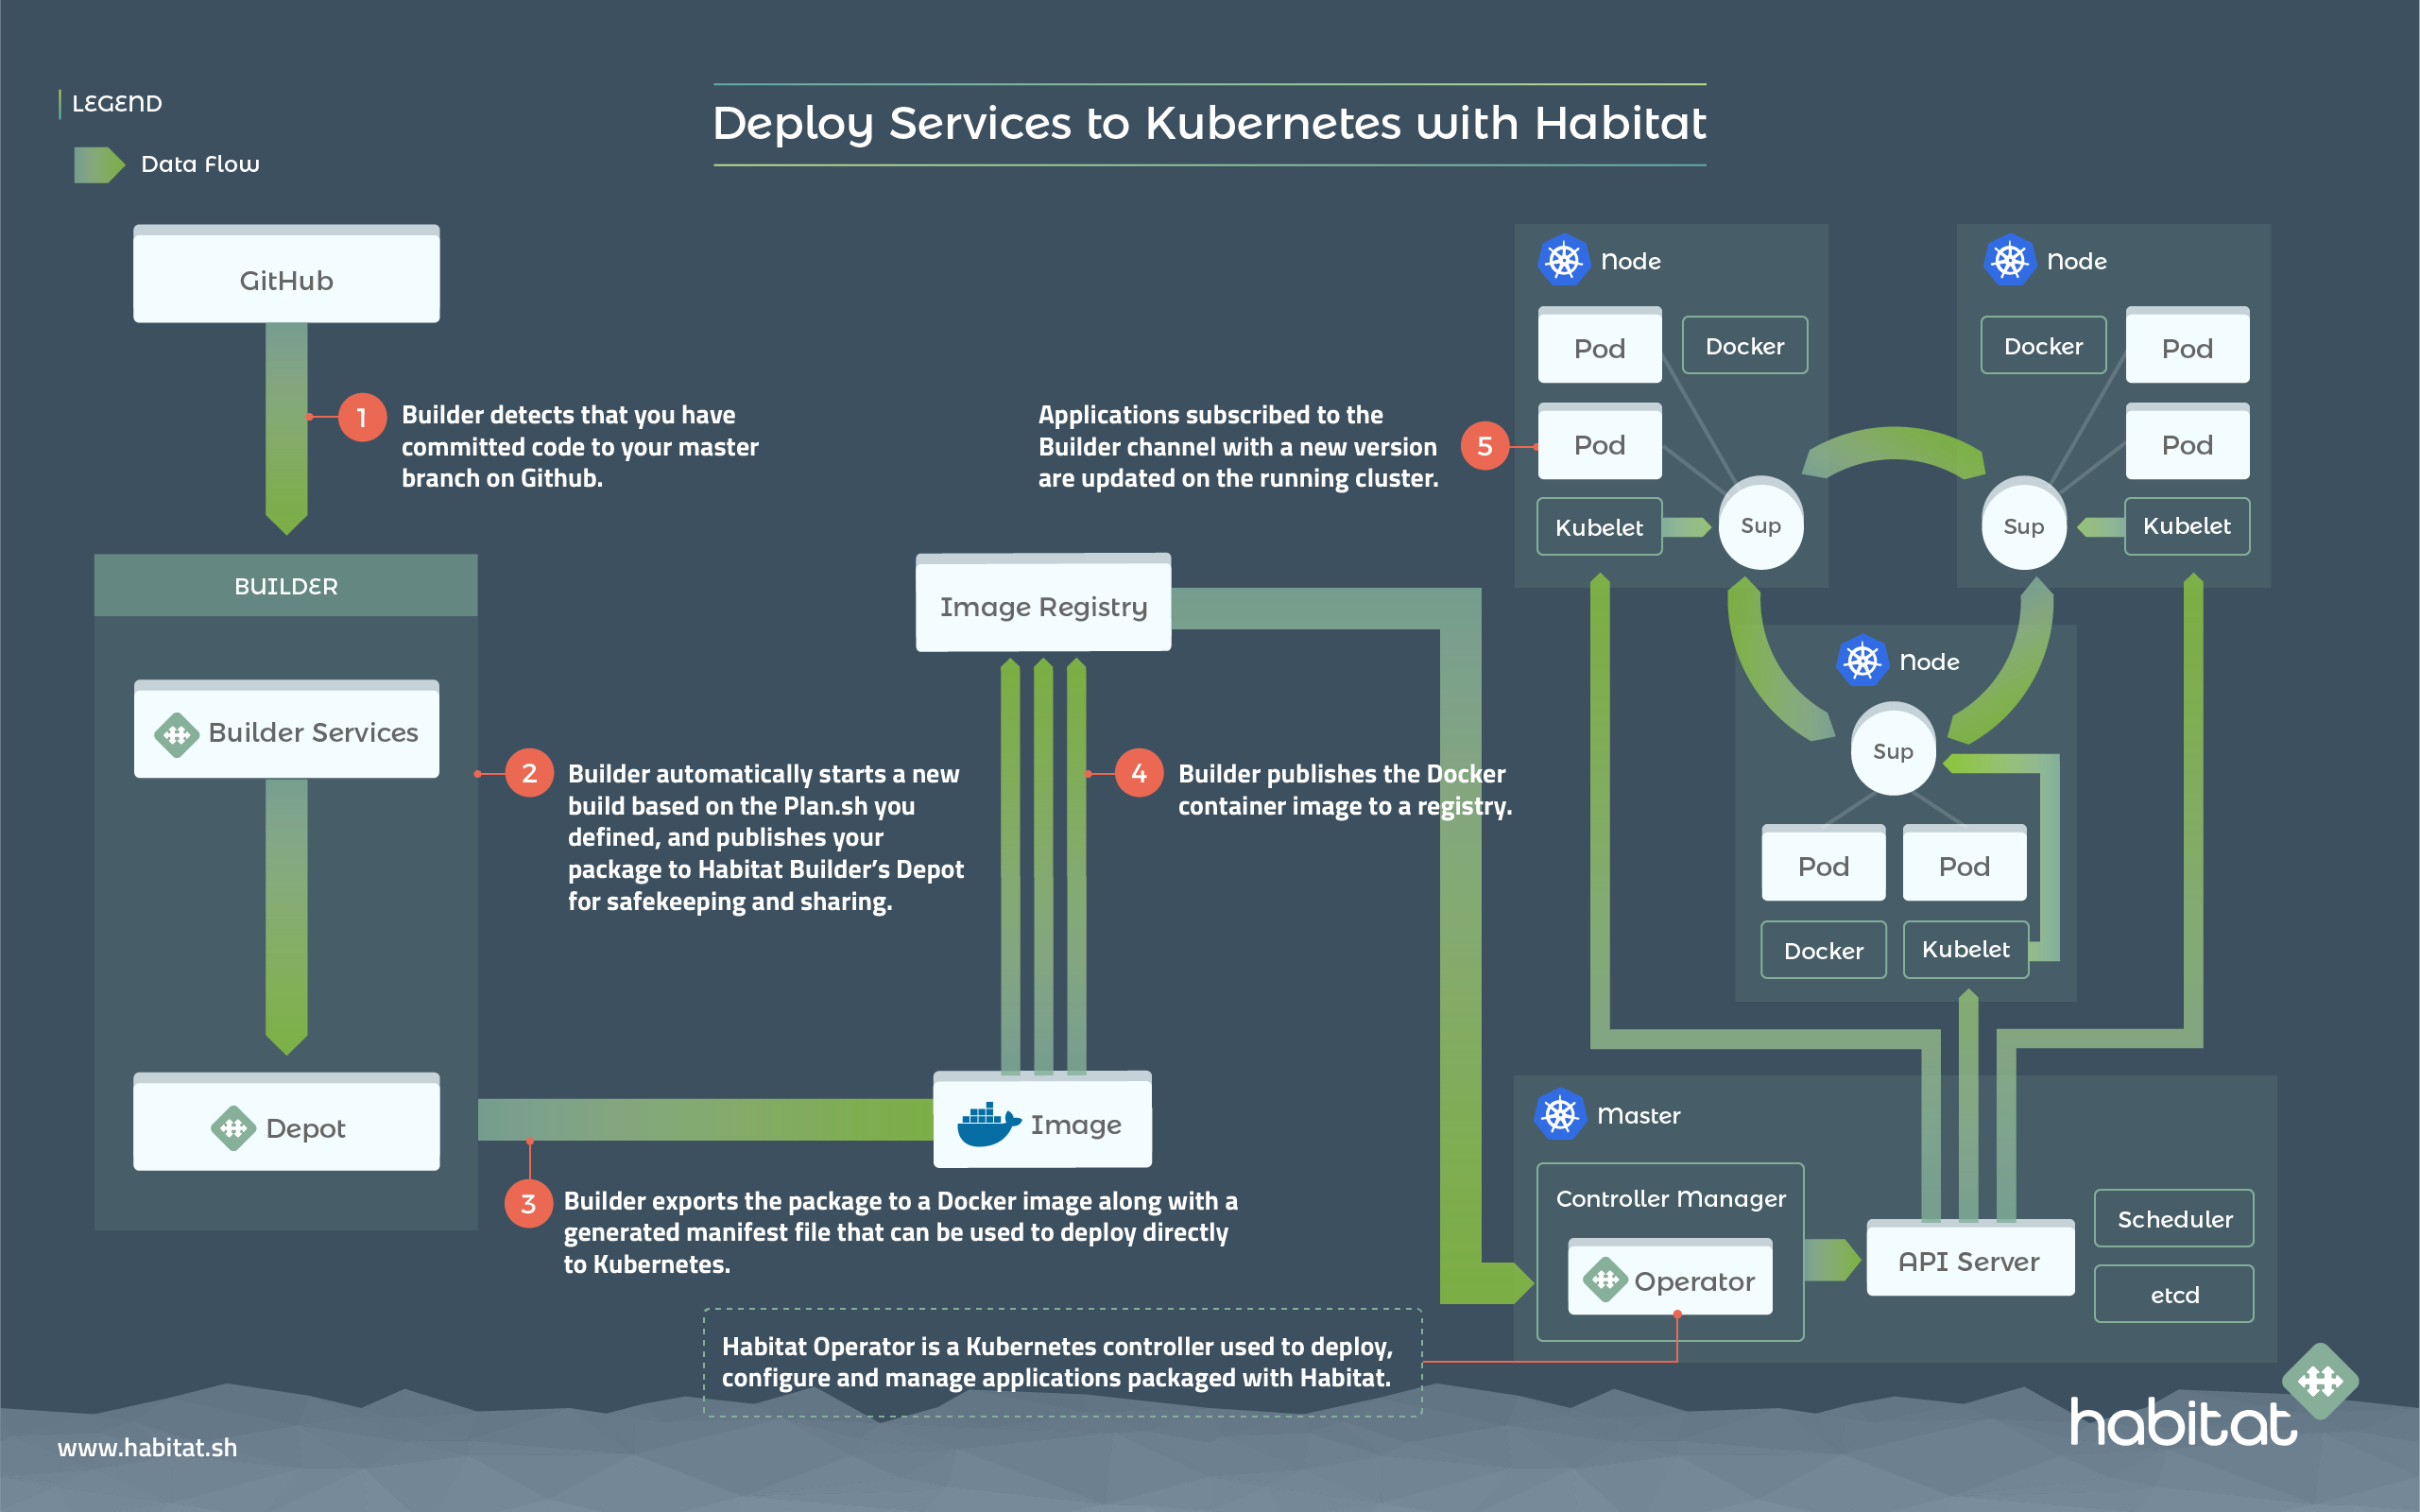 LEGEND
Data Flow
Deploy Services to Kubernetes with Habitat
GitHub
1
Builder detects that you have
committed code to your master
branch on Github.
BUILDER
Builder Services
2
Builder automatically starts a new
build based on the Plan.sh you
defined, and publishes your
package to Habitat Builder's Depot
for safekeeping and sharing.
Depot
3
Builder exports the package to a Docker image along with a
generated manifest file that can be used to deploy directly
to Kubernetes.
Image
Image Registry
4
Builder publishes the Docker
container image to a registry.
Applications subscribed to the
Builder channel with a new version
are updated on the running cluster.
5
Node
Pod
Docker
Pod
Kubelet
Sup
Node
Docker
Pod
Pod
Sup
Kubelet
Node
Sup
Pod
Pod
Docker
Kubelet
Master
Controller Manager
Operator
API Server
Scheduler
etcd
Habitat Operator is a Kubernetes controller used to deploy,
configure and manage applications packaged with Habitat.
www.habitat.sh
habitat